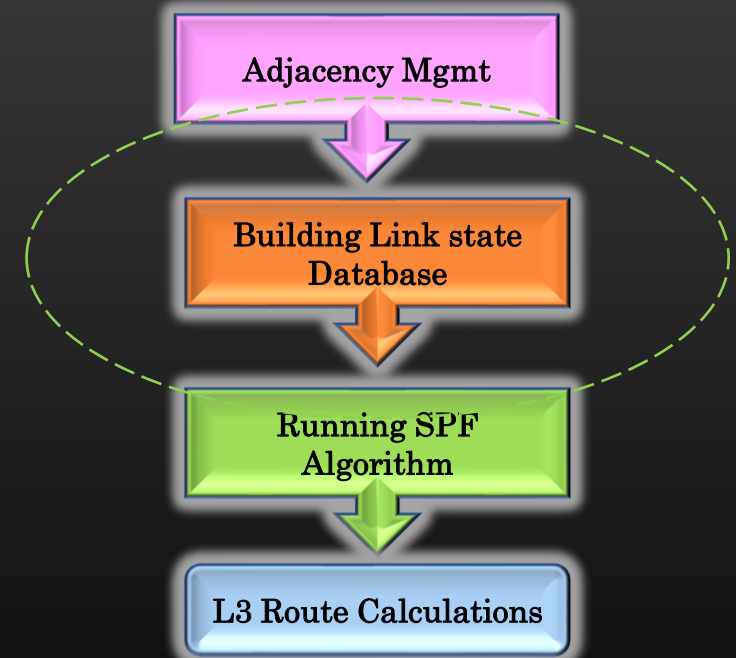 Adjacency Mgmt
Building Link state
Database
Running SPF
Algorithm
L3 Route Calculations